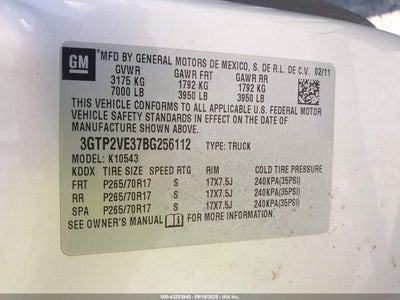 GM
*MFD BY GENERAL MOTORS DE MEXICO, S. DE R.L. DE C.V. 02/11
GVWR GAWR FRT GAWR RR
3175 KG 1792 KG 1792 KG
7000 LB 3950 LB 3950 LB
THIS VEHICLE CONFORMS TO ALL APPLICABLE U.S. FEDERAL MOTOR
VEHICLE SAFETY STANDARDS IN EFFECT ON THE DATE OF
MANUFACTURE SHOWN ABOVE.
3GTP2VE37BG256112 TYPE: TRUCK
MODEL: K10543
KDDX TIRE SIZE SPEED RTG RIM COLD TIRE PRESSURE
FRT P265/70R17 S 17X7.5J 240KPA(35PSI)
RR P265/70R17 S 17X7.5J 240KPA(35PSI)
SPA P265/70R17 S 17X7.5J 240KPA(35PSI)
SEE OWNER'S MANUAL FOR MORE INFORMATION.